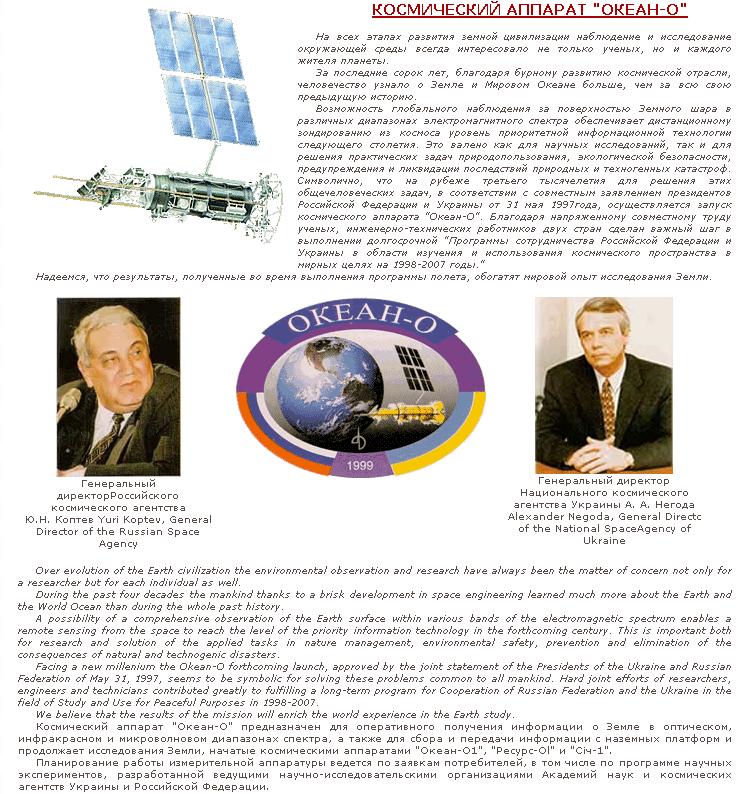 КОСМИЧЕСКИЙ АППАРАТ "ОКЕАН-О"
На всех этапах развития земной цивилизации наблюдение и исследование
окружающей среды всегда интересовало не только ученых, но и каждого
жителя планеты.
За последние сорок лет, благодаря бурному развитию космической отрасли,
человечество узнало о Земле и Мировом Океане больше, чем за всю свою
предыдущую историю.
Возможность глобального наблюдения за поверхностью Земного шара в
различных диапазонах электромагнитного спектра обеспечивает дистанционному
зондированию из космоса уровень приоритетной информационной технологии
следующего столетия. Это валено как для научных исследований, так и для
решения практических задач природопользования, экологической безопасности,
предупреждения и ликвидации последствий природных и техногенных катастроф.
Символично, что на рубеже третьего тысячелетия для решения этих
общечеловеческих задач, в соответствии с совместным заявлением президентов
Российской Федерации и Украины от 31 мая 1997года, осуществляется запуск
космического аппарата "Океан-О". Благодаря напряженному совместному труду
ученых, инженерно-технических работников двух стран сделан важный шаг в
выполнении долгосрочной "Программы сотрудничества Российской Федерации и
Украины в области изучения и использования космического пространства в
мирных целях на 1998-2007 годы."
Надеемся, что результаты, полученные во время выполнения программы полета, обогатят мировой опыт исследования Земли.
ОКЕАН-О
1999
Генеральный
директорРоссийского
космического агентства
Ю.Н. Коптев Yuri Koptev, General
Director of the Russian Space
Agency
Генеральный директор
Национального космического
агентства Украины А. А. Негода
Alexander Negoda, General Directc
of the National SpaceAgency of
Ukraine
Over evolution of the Earth civilization the environmental observation and research have always been the matter of concern not only for
a researcher but for each individual as well.
During the past four decades the mankind thanks to a brisk development in space engineering learned much more about the Earth and
the World Ocean than during the whole past history.
A possibility of a comprehensive observation of the Earth surface within various bands of the electromagnetic spectrum enables a
remote sensing from the space to reach the level of the priority information technology in the forthcoming century. This is important both
for research and solution of the applied tasks in nature management, environmental safety, prevention and elimination of the
consequences of natural and technogenic disasters.
Facing a new millenium the Okean-O forthcoming launch, approved by the joint statement of the Presidents of the Ukraine and Russian
Federation of May 31, 1997, seems to be symbolic for solving these problems common to all mankind. Hard joint efforts of researchers,
engineers and technicians contributed greatly to fulfilling a long-term program for Cooperation of Russian Federation and the Ukraine in the
field of Study and Use for Peaceful Purposes in 1998-2007.
We believe that the results of the mission will enrich the world experience in the Earth study.
Космический аппарат "Океан-О" предназначен для оперативного получения информации о Земле в оптическом,
инфракрасном и микроволновом диапазонах спектра, а также для сбора и передачи информации с наземных платформ и
продолжает исследования Земли, начатые космическими аппаратами "Океан-О1", "Ресурс-Ol" и "Січ-1".
Планирование работы измерительной аппаратуры ведется по заявкам потребителей, в том числе по программе научных
экспериментов, разработанной ведущими научно-исследовательскими организациями Академий наук и космических
агентств Украины и Российской Федерации.